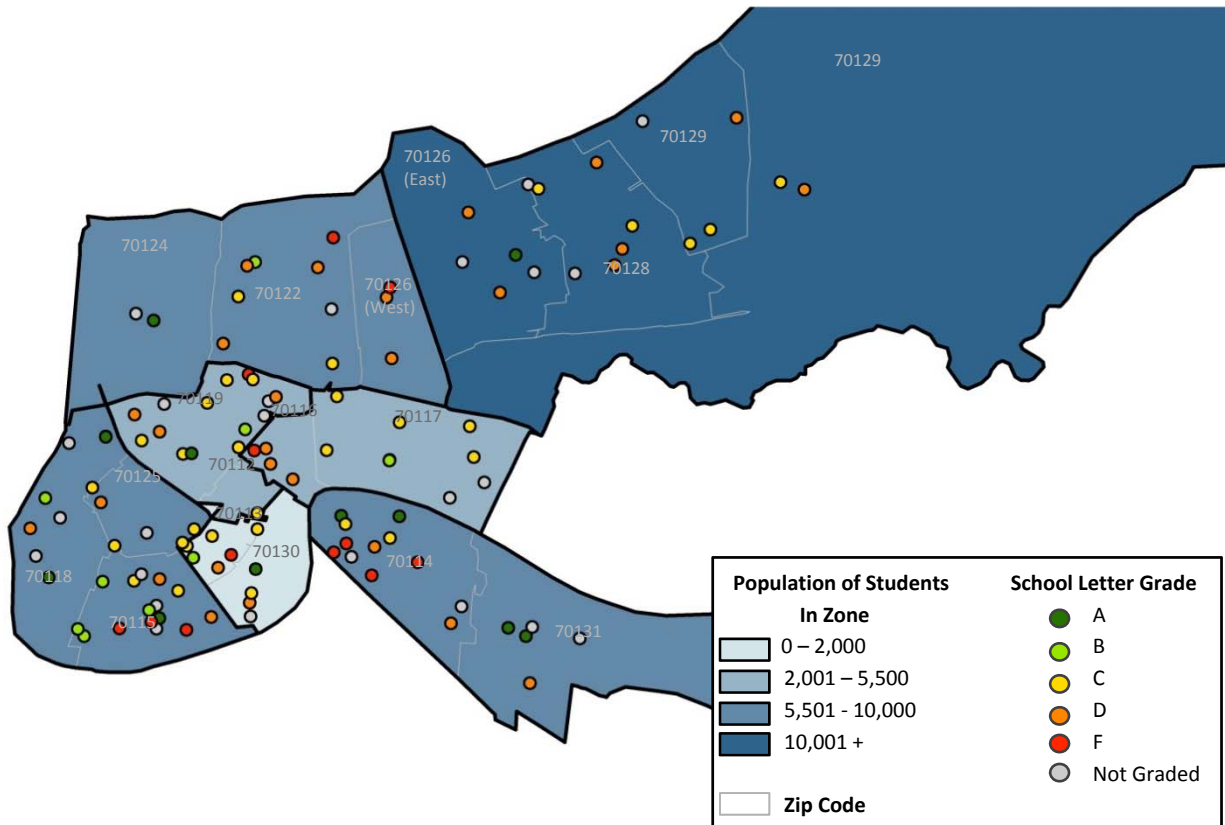 70129
70129
70126
(East)
70128
70124
70122
70126
(West)
70119
70116
70117
70112
70125
70113
70130
70114
70118
70115
70131
Population of Students
In Zone
0 – 2,000
2,001 – 5,500
5,501 - 10,000
10,001 +
Zip Code
School Letter Grade
A
B
C
D
F
Not Graded